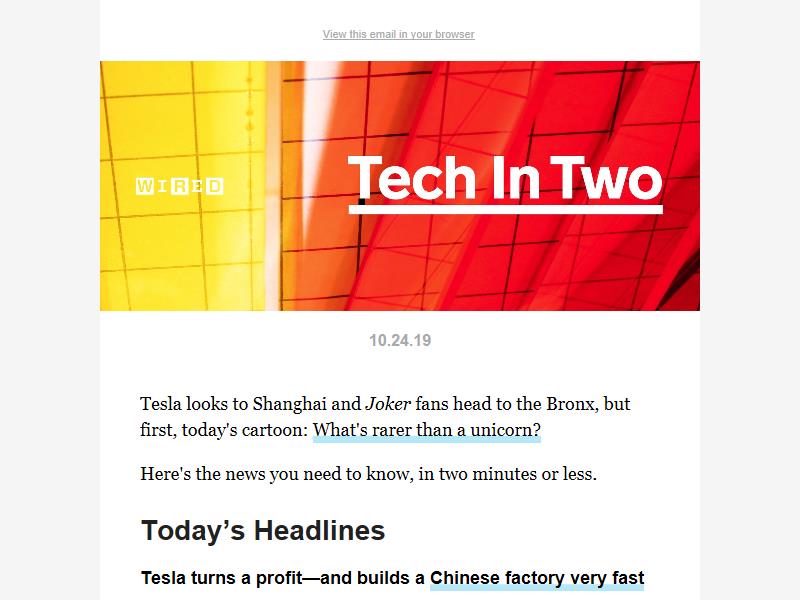 View this email in your browser
WIRED
Tech In Two
10.24.19
Tesla looks to Shanghai and Joker fans head to the Bronx, but
first, today's cartoon: What's rarer than a unicorn?
Here's the news you need to know, in two minutes or less.
Today’s Headlines
Tesla turns a profit—and builds a Chinese factory very fast